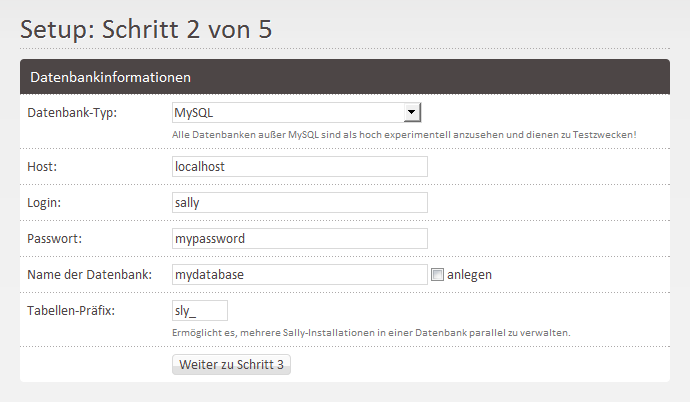 Setup: Schritt 2 von 5
Datenbankinformationen
Datenbank-Typ: MySQL
Alle Datenbanken außer MySQL sind als hoch experimentell anzusehen und dienen zu Testzwecken!
Host: localhost
Login: sally
Passwort: mypassword
Name der Datenbank: mydatabase anlegen
Tabellen-Präfix: sly_
Ermöglicht es, mehrere Sally-Installationen in einer Datenbank parallel zu verwalten.
Weiter zu Schritt 3